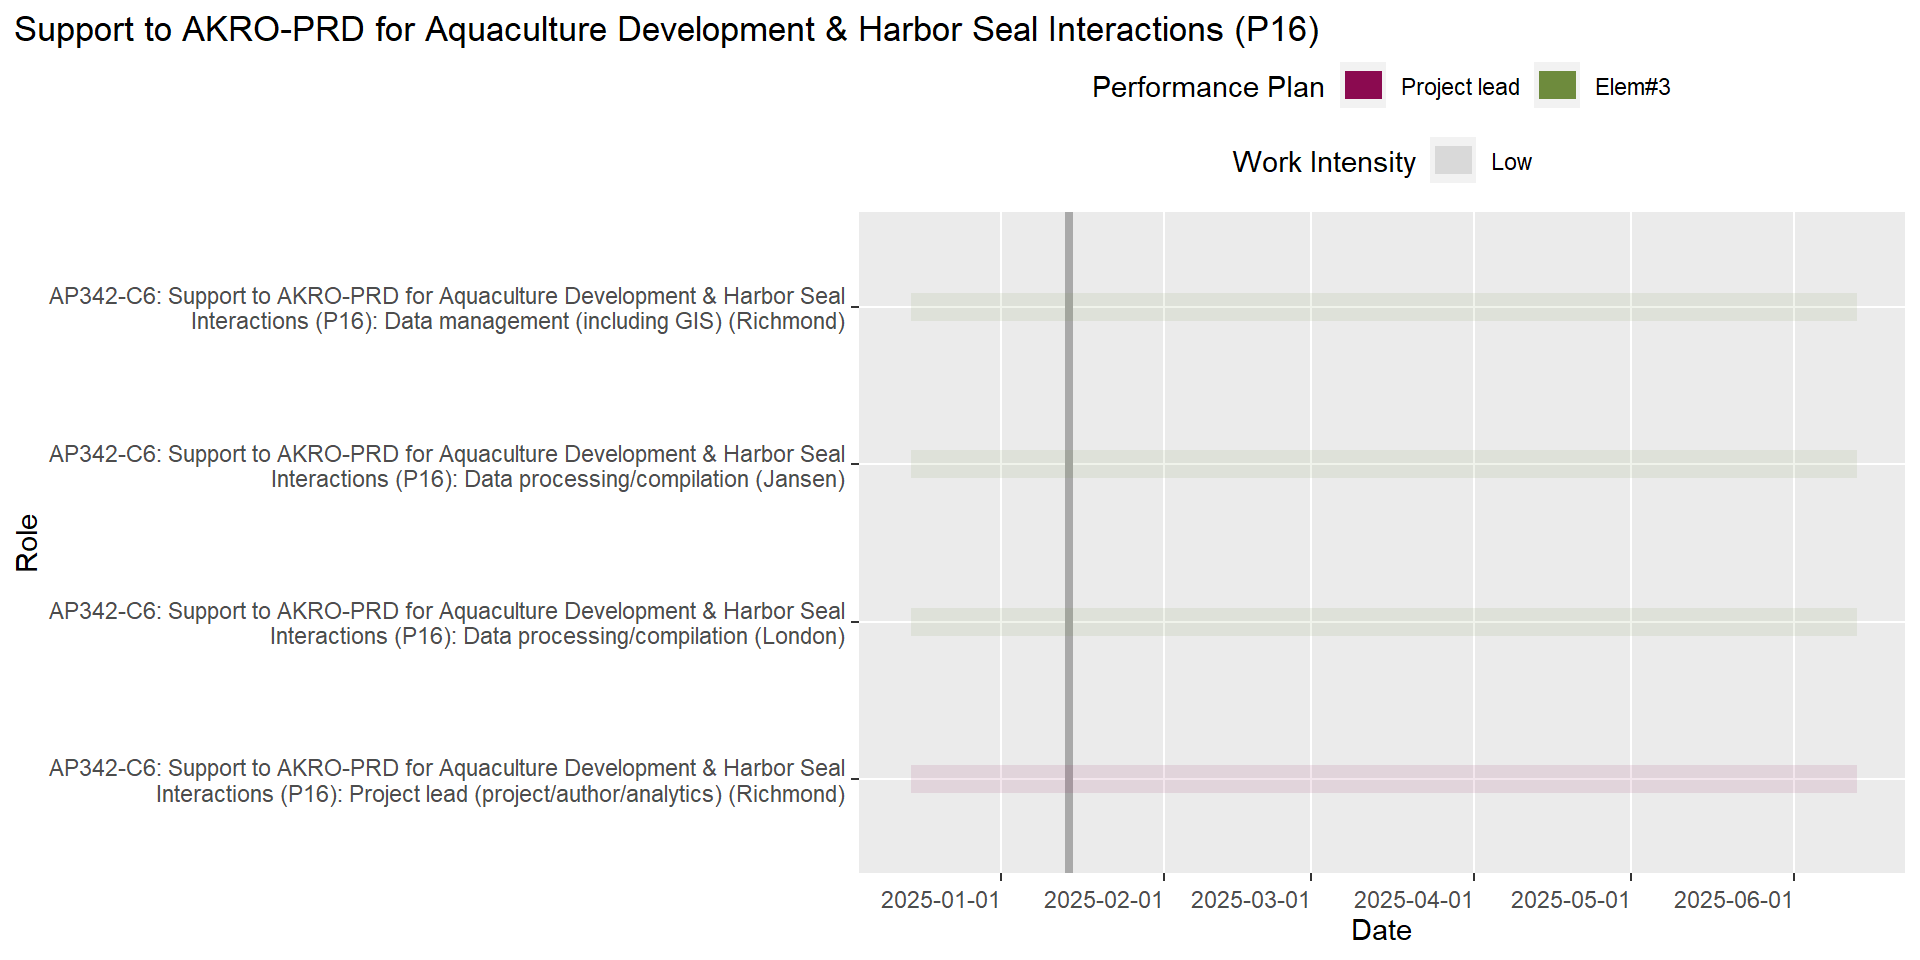 Support to AKRO-PRD for Aquaculture Development & Harbor Seal Interactions (P16)
Performance Plan Project lead Elem#3
Work Intensity Low
AP342-C6: Support to AKRO-PRD for Aquaculture Development & Harbor Seal
Interactions (P16): Data management (including GIS) (Richmond)
AP342-C6: Support to AKRO-PRD for Aquaculture Development & Harbor Seal
Interactions (P16): Data processing/compilation (Jansen)
Role
AP342-C6: Support to AKRO-PRD for Aquaculture Development & Harbor Seal
Interactions (P16): Data processing/compilation (London)
AP342-C6: Support to AKRO-PRD for Aquaculture Development & Harbor Seal
Interactions (P16): Project lead (project/author/analytics) (Richmond)
2025-01-01 2025-02-01 2025-03-01 2025-04-01 2025-05-01 2025-06-01
Date